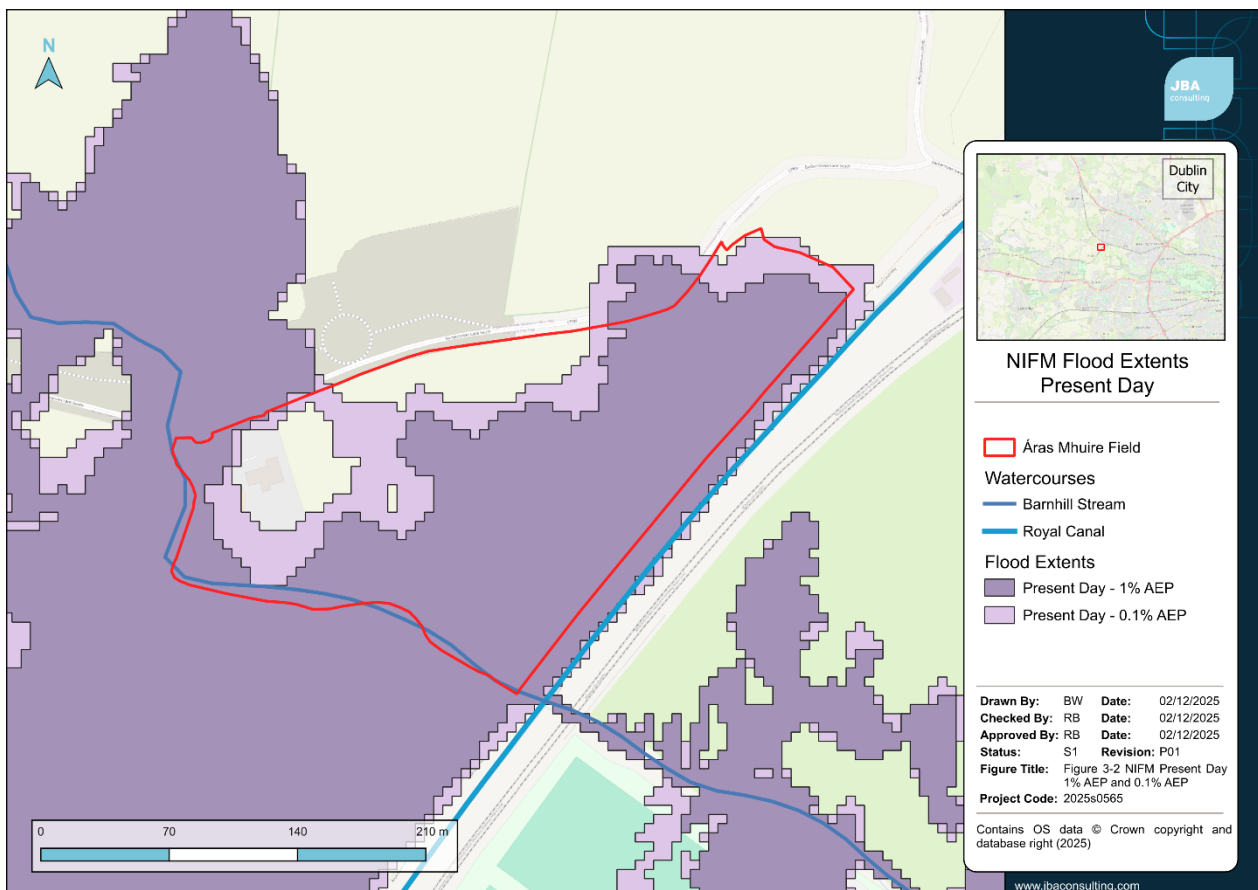 N
JBA
consulting
Dublin
City
NIFM Flood Extents
Present Day
Áras Mhuire Field
Watercourses
Barnhill Stream
Royal Canal
Flood Extents
Present Day - 1% AEP
Present Day - 0.1% AEP
Drawn By: BW Date: 02/12/2025
Checked By: RB Date: 02/12/2025
Approved By: RB Date: 02/12/2025
Status: S1 Revision: P01
Figure Title: Figure 3-2 NIFM Present Day
1% AEP and 0.1% AEP
Project Code: 2025s0565
Contains OS data © Crown copyright and
database right (2025)
www.jbaconsulting.com
0 70 140 210 m